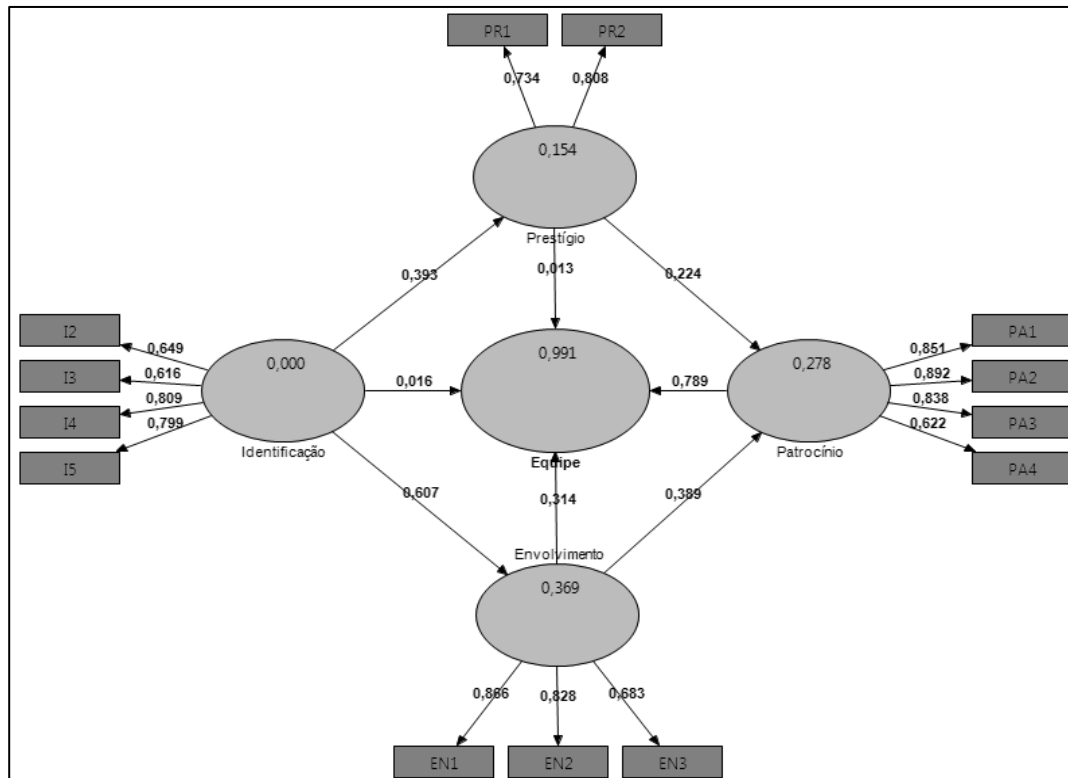 PR1 PR2
0,734 0,808
0,154
Prestígio
0,393 0,013 0,224
I2
I3
I4
I5
0,649
0,616
0,809
0,799
0,000
Identificação
0,016
0,991
Equipe
0,789
0,278
Patrocínio
0,851
0,892
0,838
0,622
PA1
PA2
PA3
PA4
0,607 0,314 0,389
Envolvimento
0,369
0,866 0,828 0,683
EN1 EN2 EN3